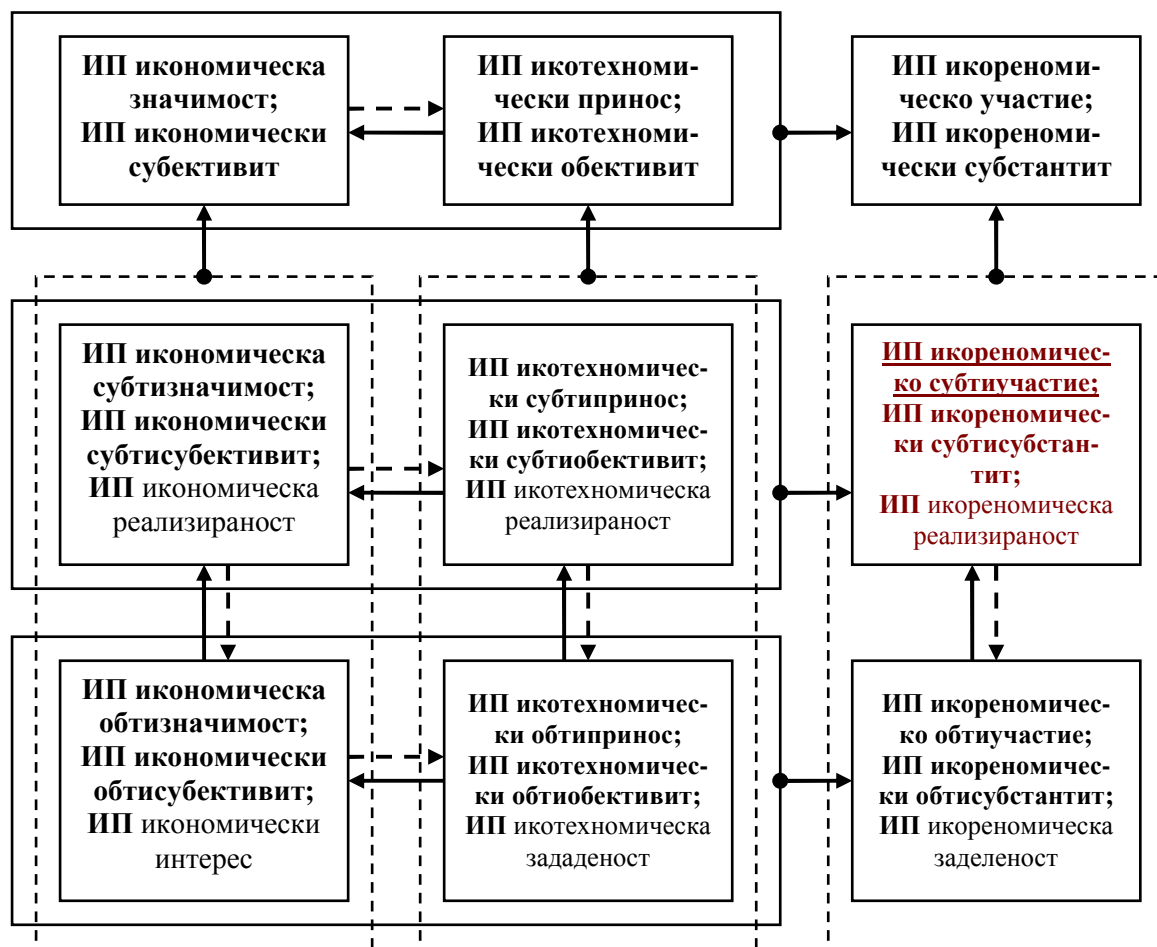 ИП икономическа
значимост;
ИП икономически
субективит
ИП икотехноми-
чески принос;
ИП икотехноми-
чески обективит
ИП икореноми-
ческо участие;
ИП икореноми-
чески субстантит
ИП икономическа
субтизначимост;
ИП икономически
субтисубективит;
ИП икономическа
реализираност
ИП икотехномичес-
ки субтипринос;
ИП икотехномичес-
ки субтиобективит;
ИП икотехномическа
реализираност
ИП икореномичес-
ко субтиучастие;
ИП икореномичес-
ки субтисубстан-
тит;
ИП икореномическа
реализираност
ИП икономическа
обтизначимост;
ИП икономически
обтисубективит;
ИП икономически
интерес
ИП икотехномичес-
ки обтипринос;
ИП икотехномичес-
ки обтиобективит;
ИП икотехномическа
зададеност
ИП икореномичес-
ко обтиучастие;
ИП икореномичес-
ки обтисубстантит;
ИП икореномическа
заделеност